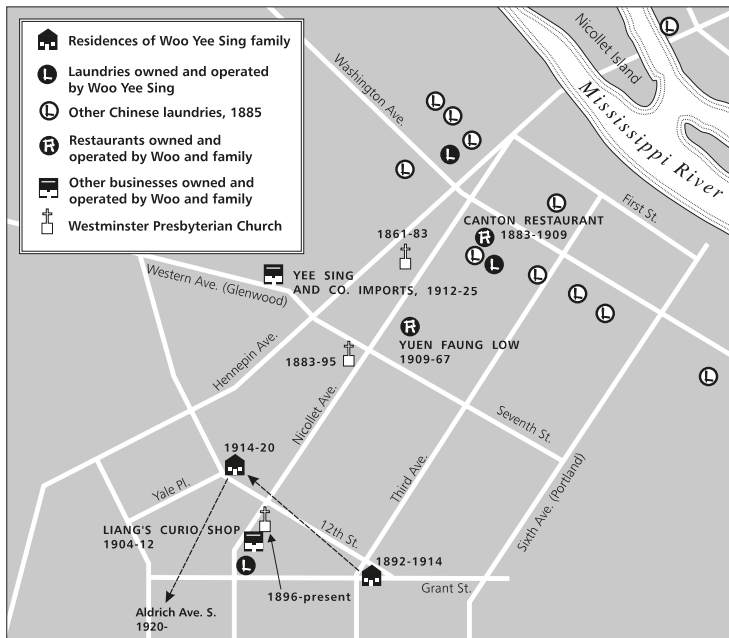 Residences of Woo Yee Sing family
L
Laundries owned and operated
by Woo Yee Sing
L
Other Chinese laundries, 1885
R
Restaurants owned and
operated by Woo and family
Other businesses owned and
operated by Woo and family
Westminster Presbyterian Church
Nicollet Island
Mississippi River
Washington Ave.
First St.
CANTON RESTAURANT
1883-1909
1861-83
Western Ave. (Glenwood)
YEE SING
AND CO. IMPORTS, 1912-25
YUEN FAUNG LOW
1909-67
1883-95
Hennepin Ave.
Nicollet Ave.
Seventh St.
Third Ave.
Sixth Ave. (Portland)
1914-20
Yale Pl.
12th St.
LIANG'S CURIO SHOP
1904-12
1892-1914
Grant St.
1896-present
Aldrich Ave. S.
1920-